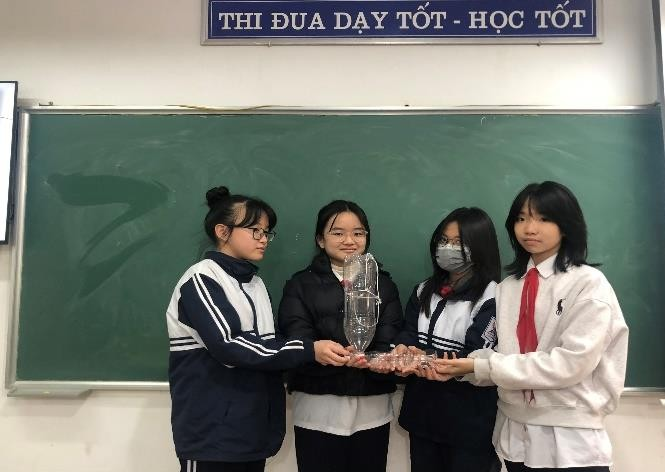 THI ĐUA DẠY TỐT - HỌC TỐT